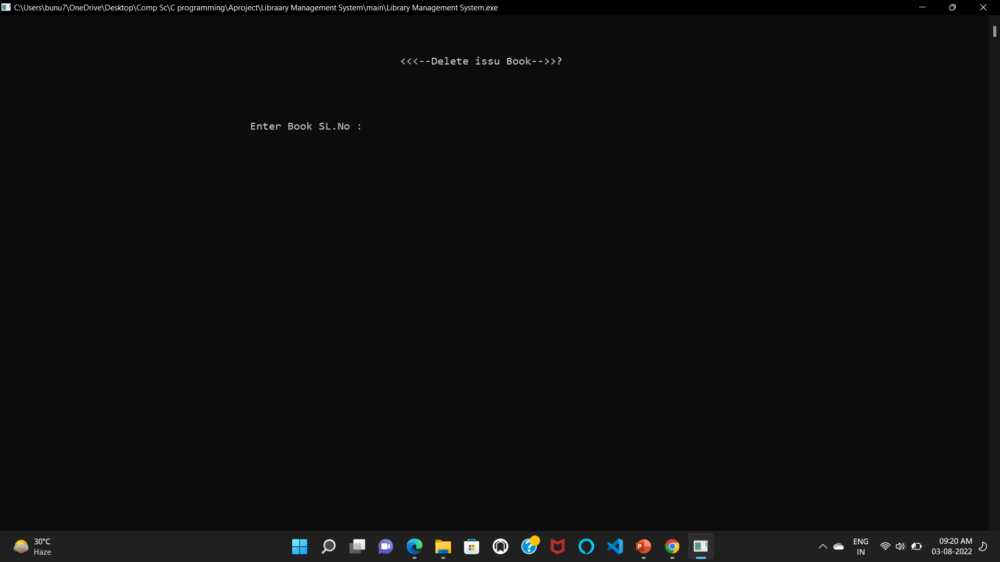 C:\Users\bunu7\OneDrive\Desktop\Comp Sc\C programming\Aproject\Libraary Management System\main\Library Management System.exe
<<<--Delete issu Book-->>?
Enter Book SL.No :
30°C
Haze
ENG
IN
09:20 AM
03-08-2022